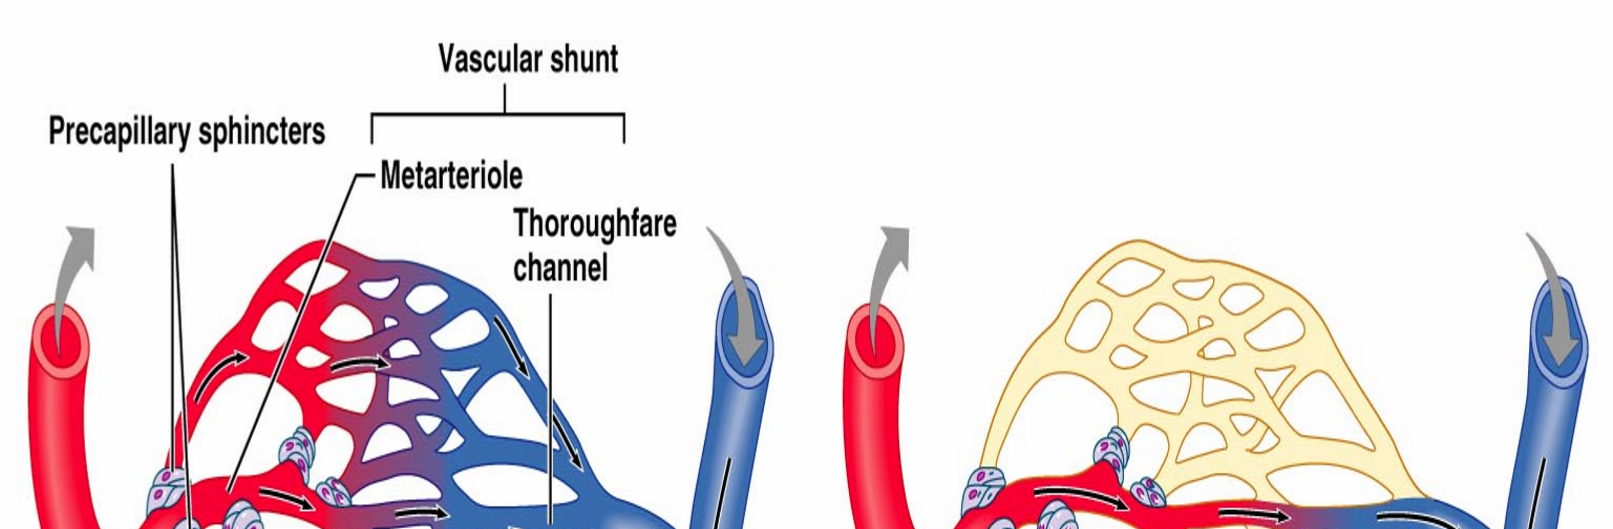 Vascular shunt
Precapillary sphincters
Metarteriole
Thoroughfare
channel